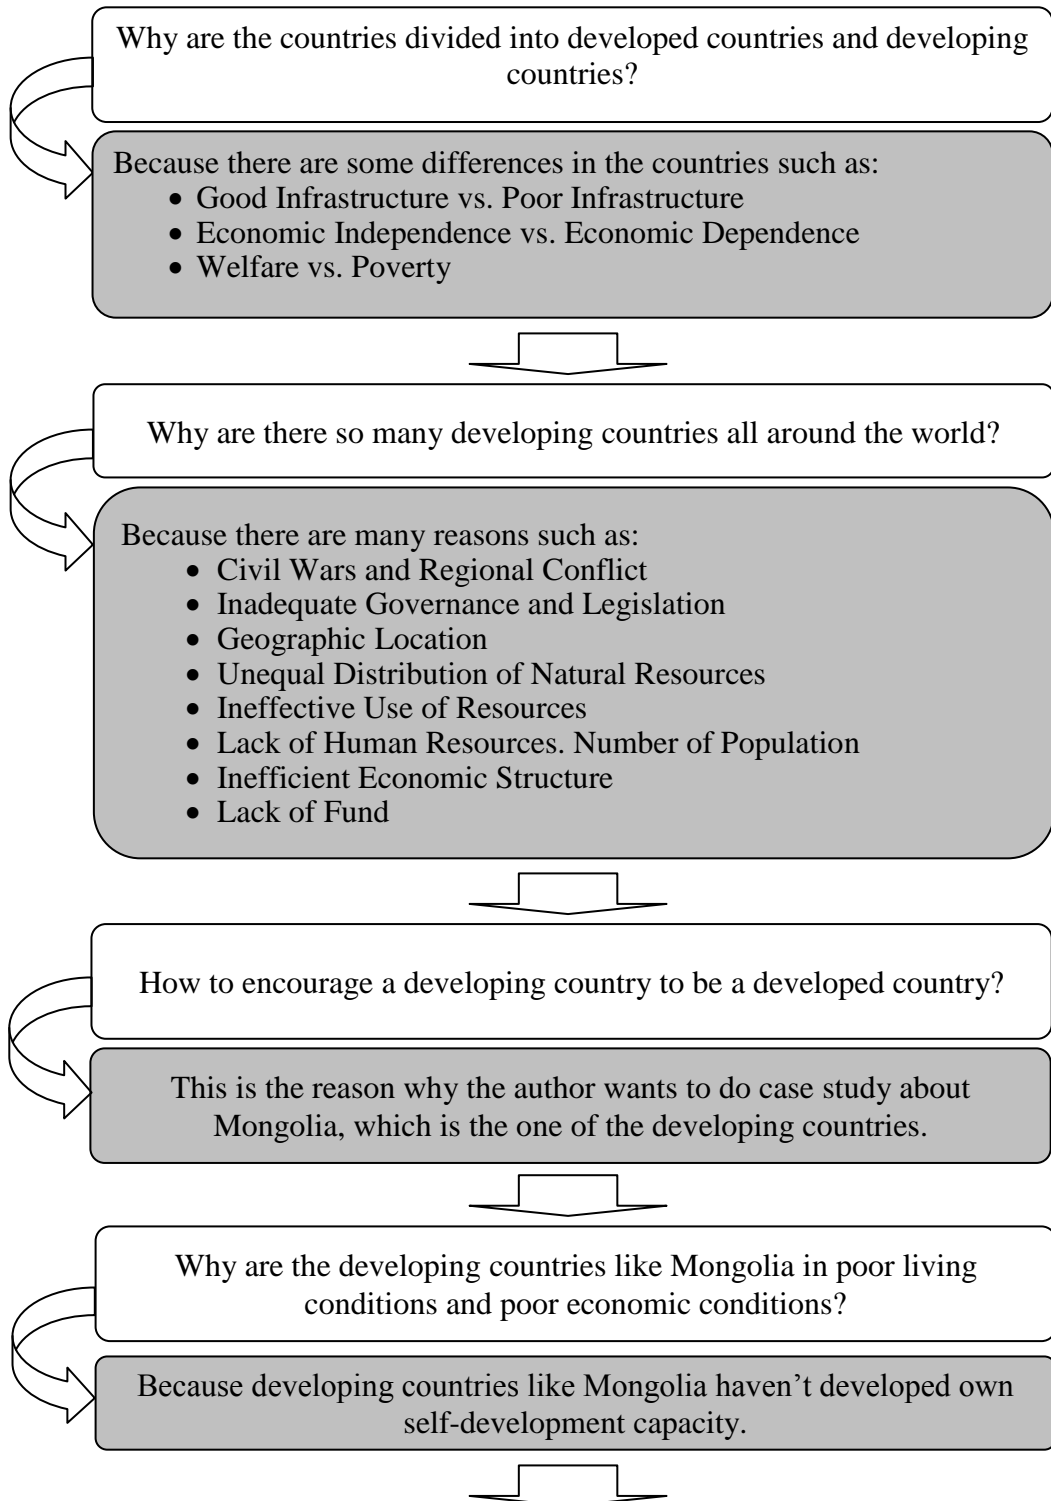 Why are the countries divided into developed countries and developing
countries?
Because there are some differences in the countries such as:
• Good Infrastructure vs. Poor Infrastructure
• Economic Independence vs. Economic Dependence
• Welfare vs. Poverty
Why are there so many developing countries all around the world?
Because there are many reasons such as:
• Civil Wars and Regional Conflict
• Inadequate Governance and Legislation
• Geographic Location
• Unequal Distribution of Natural Resources
• Ineffective Use of Resources
• Lack of Human Resources. Number of Population
• Inefficient Economic Structure
• Lack of Fund
How to encourage a developing country to be a developed country?
This is the reason why the author wants to do case study about
Mongolia, which is the one of the developing countries.
Why are the developing countries like Mongolia in poor living
conditions and poor economic conditions?
Because developing countries like Mongolia haven’t developed own
self-development capacity.